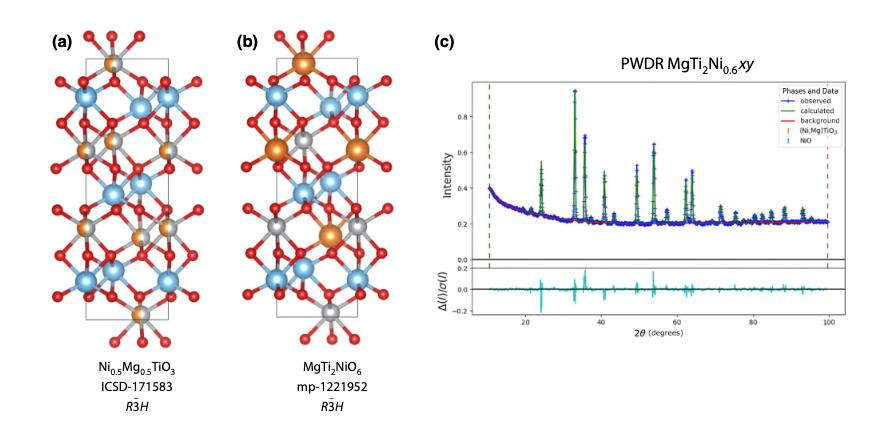 (a)
(b)
(c)
PWDR MgTi₂Ni₀.₆xy
Phases and Data
observed
calculated
background
(Ni,Mg)TiO₃
NiO
Intensity
0.8
0.6
0.4
0.2
0.0
0.2
0.0
−0.2
Δ(I)/σ(I)
20
40
60
80
100
2θ (degrees)
Ni₀.₅Mg₀.₅TiO₃
ICSD-171583
R3̅H
MgTi₂NiO₆
mp-1221952
R3̅H